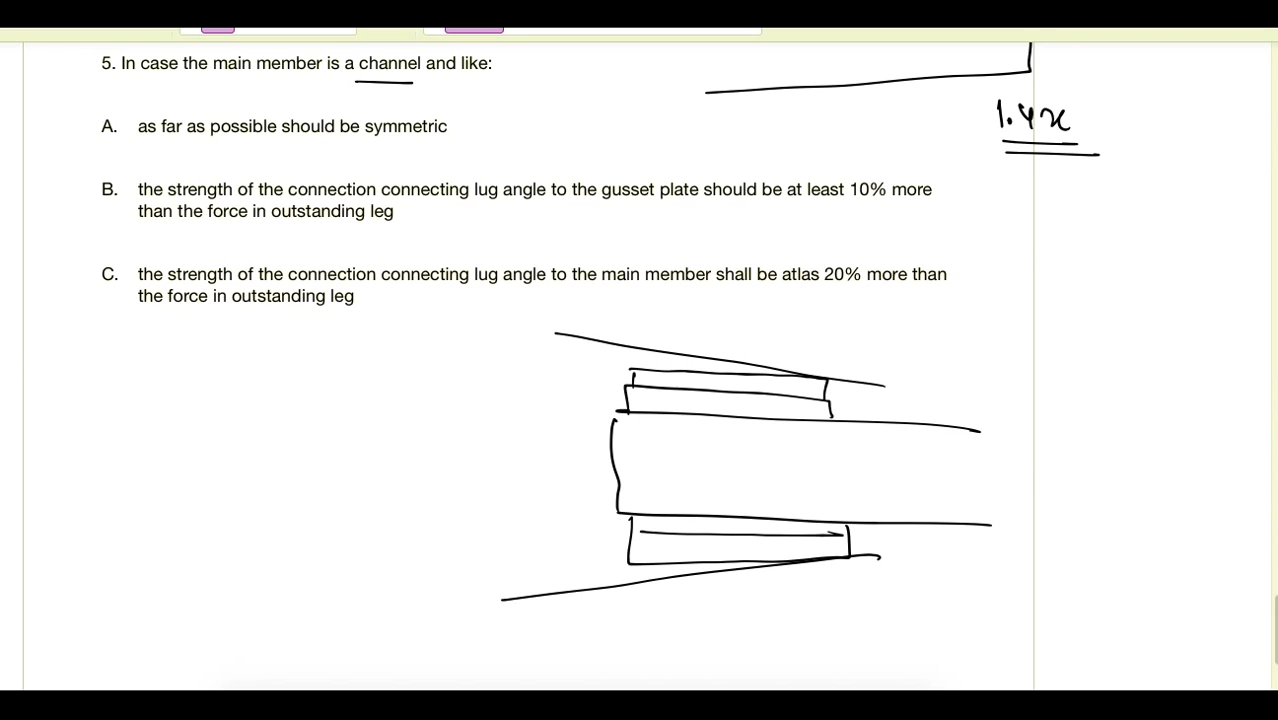 5. In case the main member is a channel and like:
1.4x
A. as far as possible should be symmetric
B. the strength of the connection connecting lug angle to the gusset plate should be at least 10% more
than the force in outstanding leg
C. the strength of the connection connecting lug angle to the main member shall be atlas 20% more than
the force in outstanding leg